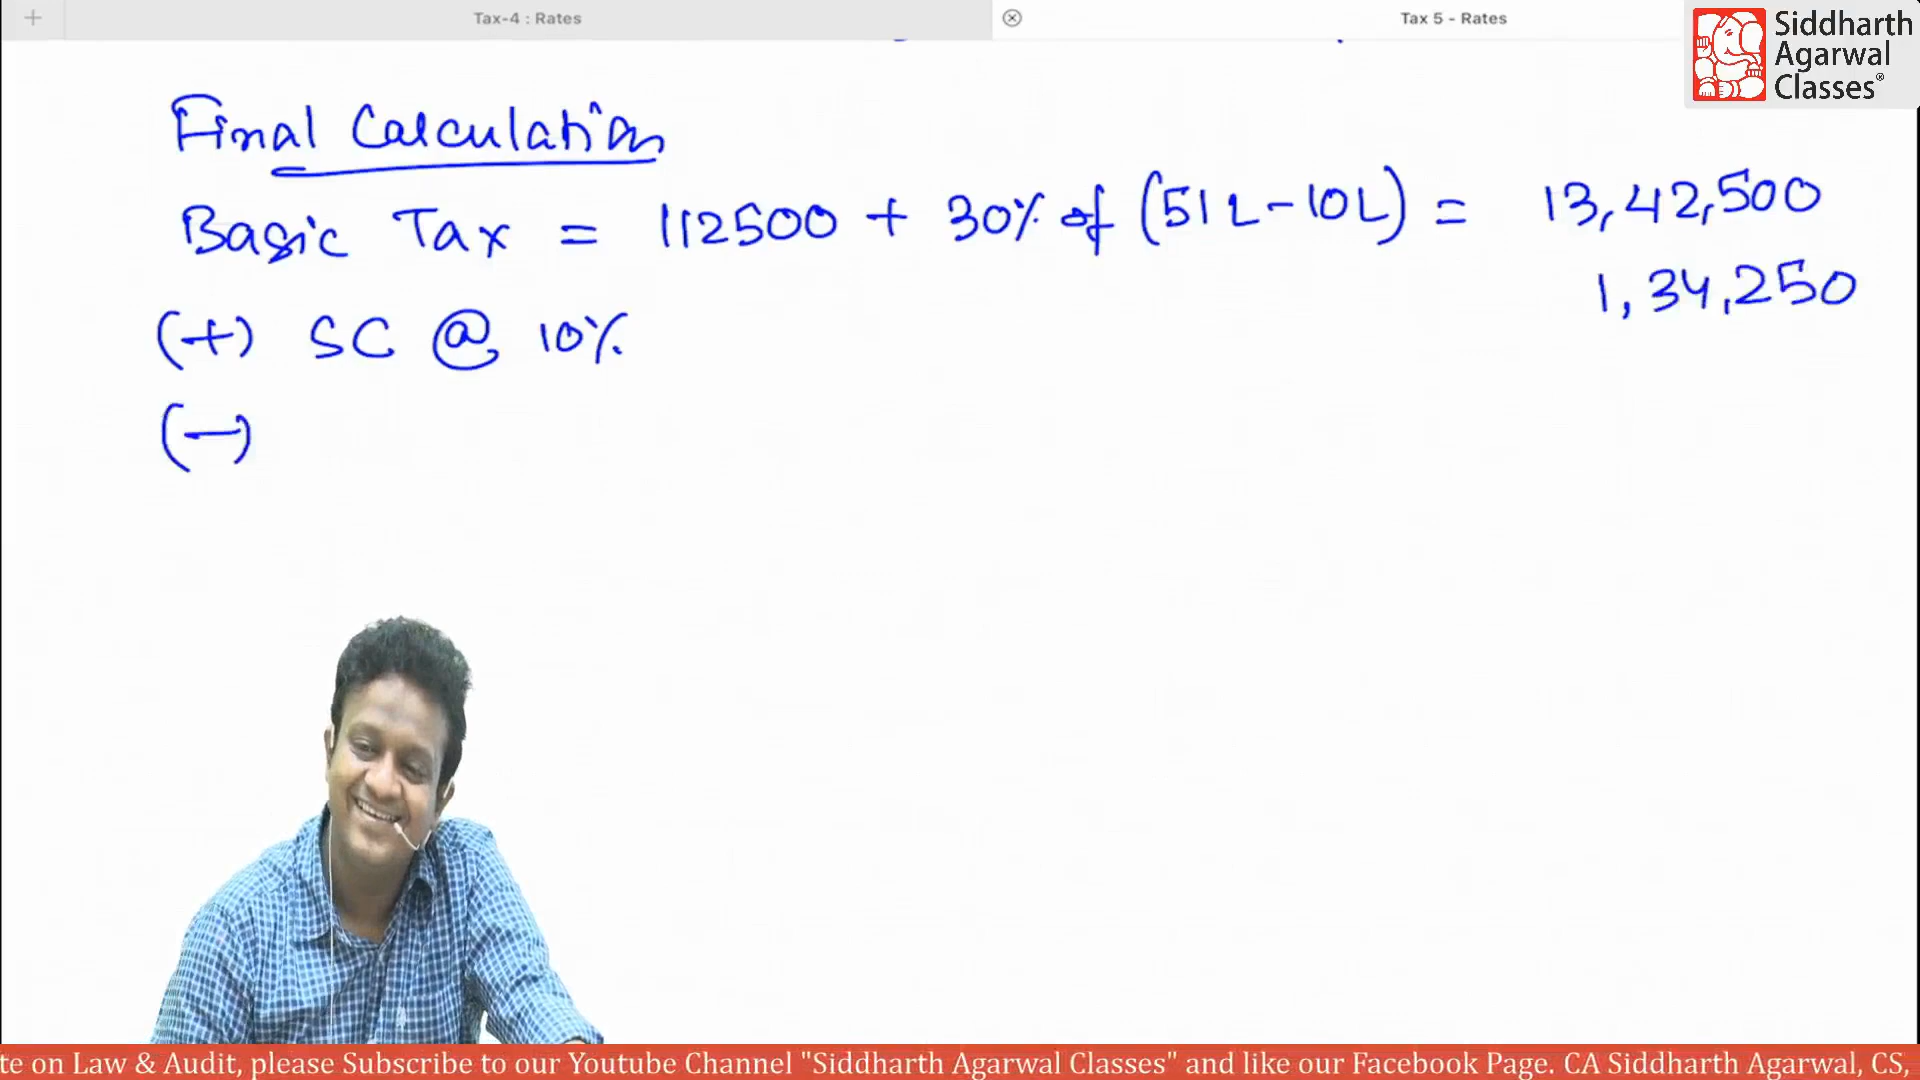 Tax-4 : Rates
Tax 5 - Rates
Siddharth
Agarwal
Classes®
Final Calculation
Basic Tax = 112500 + 30% of (51L-10L) = 13,42,500
(+) SC @ 10% 1,34,250
(-)
te on Law & Audit, please Subscribe to our Youtube Channel "Siddharth Agarwal Classes" and like our Facebook Page. CA Siddharth Agarwal, CS,